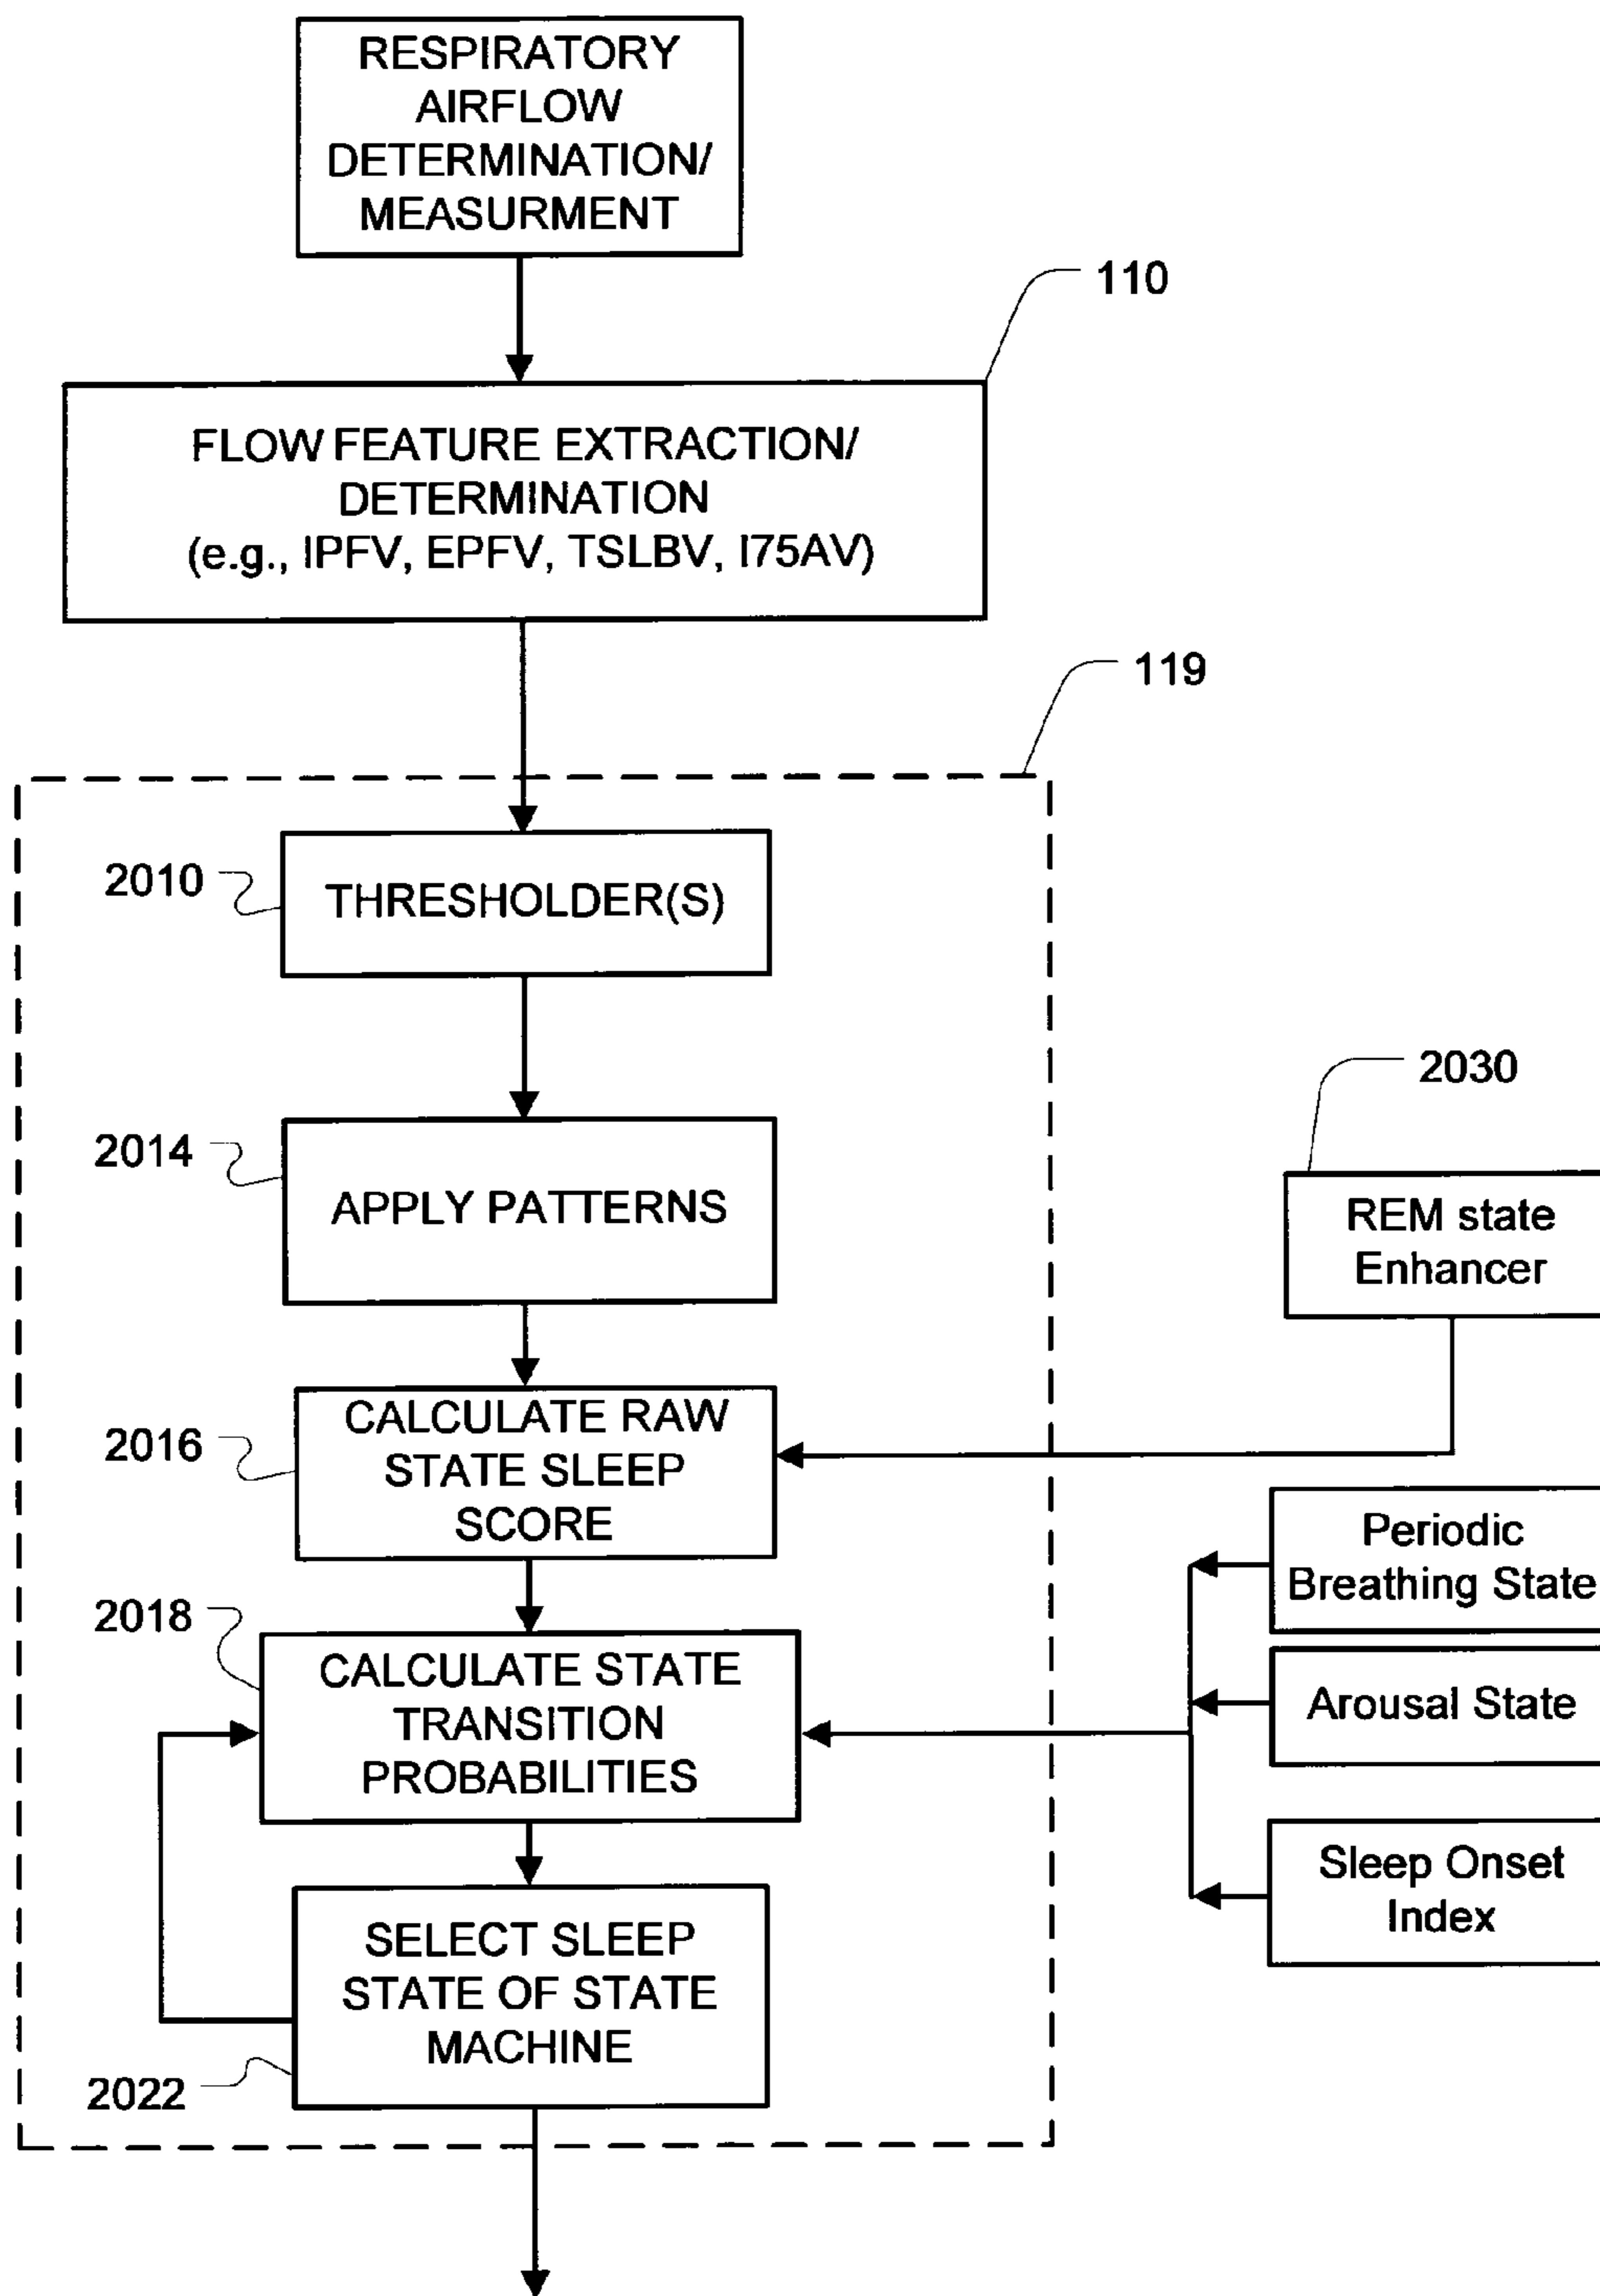 RESPIRATORY
AIRFLOW
DETERMINATION/
MEASURMENT
110
FLOW FEATURE EXTRACTION/
DETERMINATION
(e.g., IPFV, EPFV, TSLBV, I75AV)
119
2010
THRESHOLDER(S)
2030
2014
APPLY PATTERNS
REM state
Enhancer
2016
CALCULATE RAW
STATE SLEEP
SCORE
Periodic
Breathing State
2018
CALCULATE STATE
TRANSITION
PROBABILITIES
Arousal State
Sleep Onset
Index
SELECT SLEEP
STATE OF STATE
MACHINE
2022